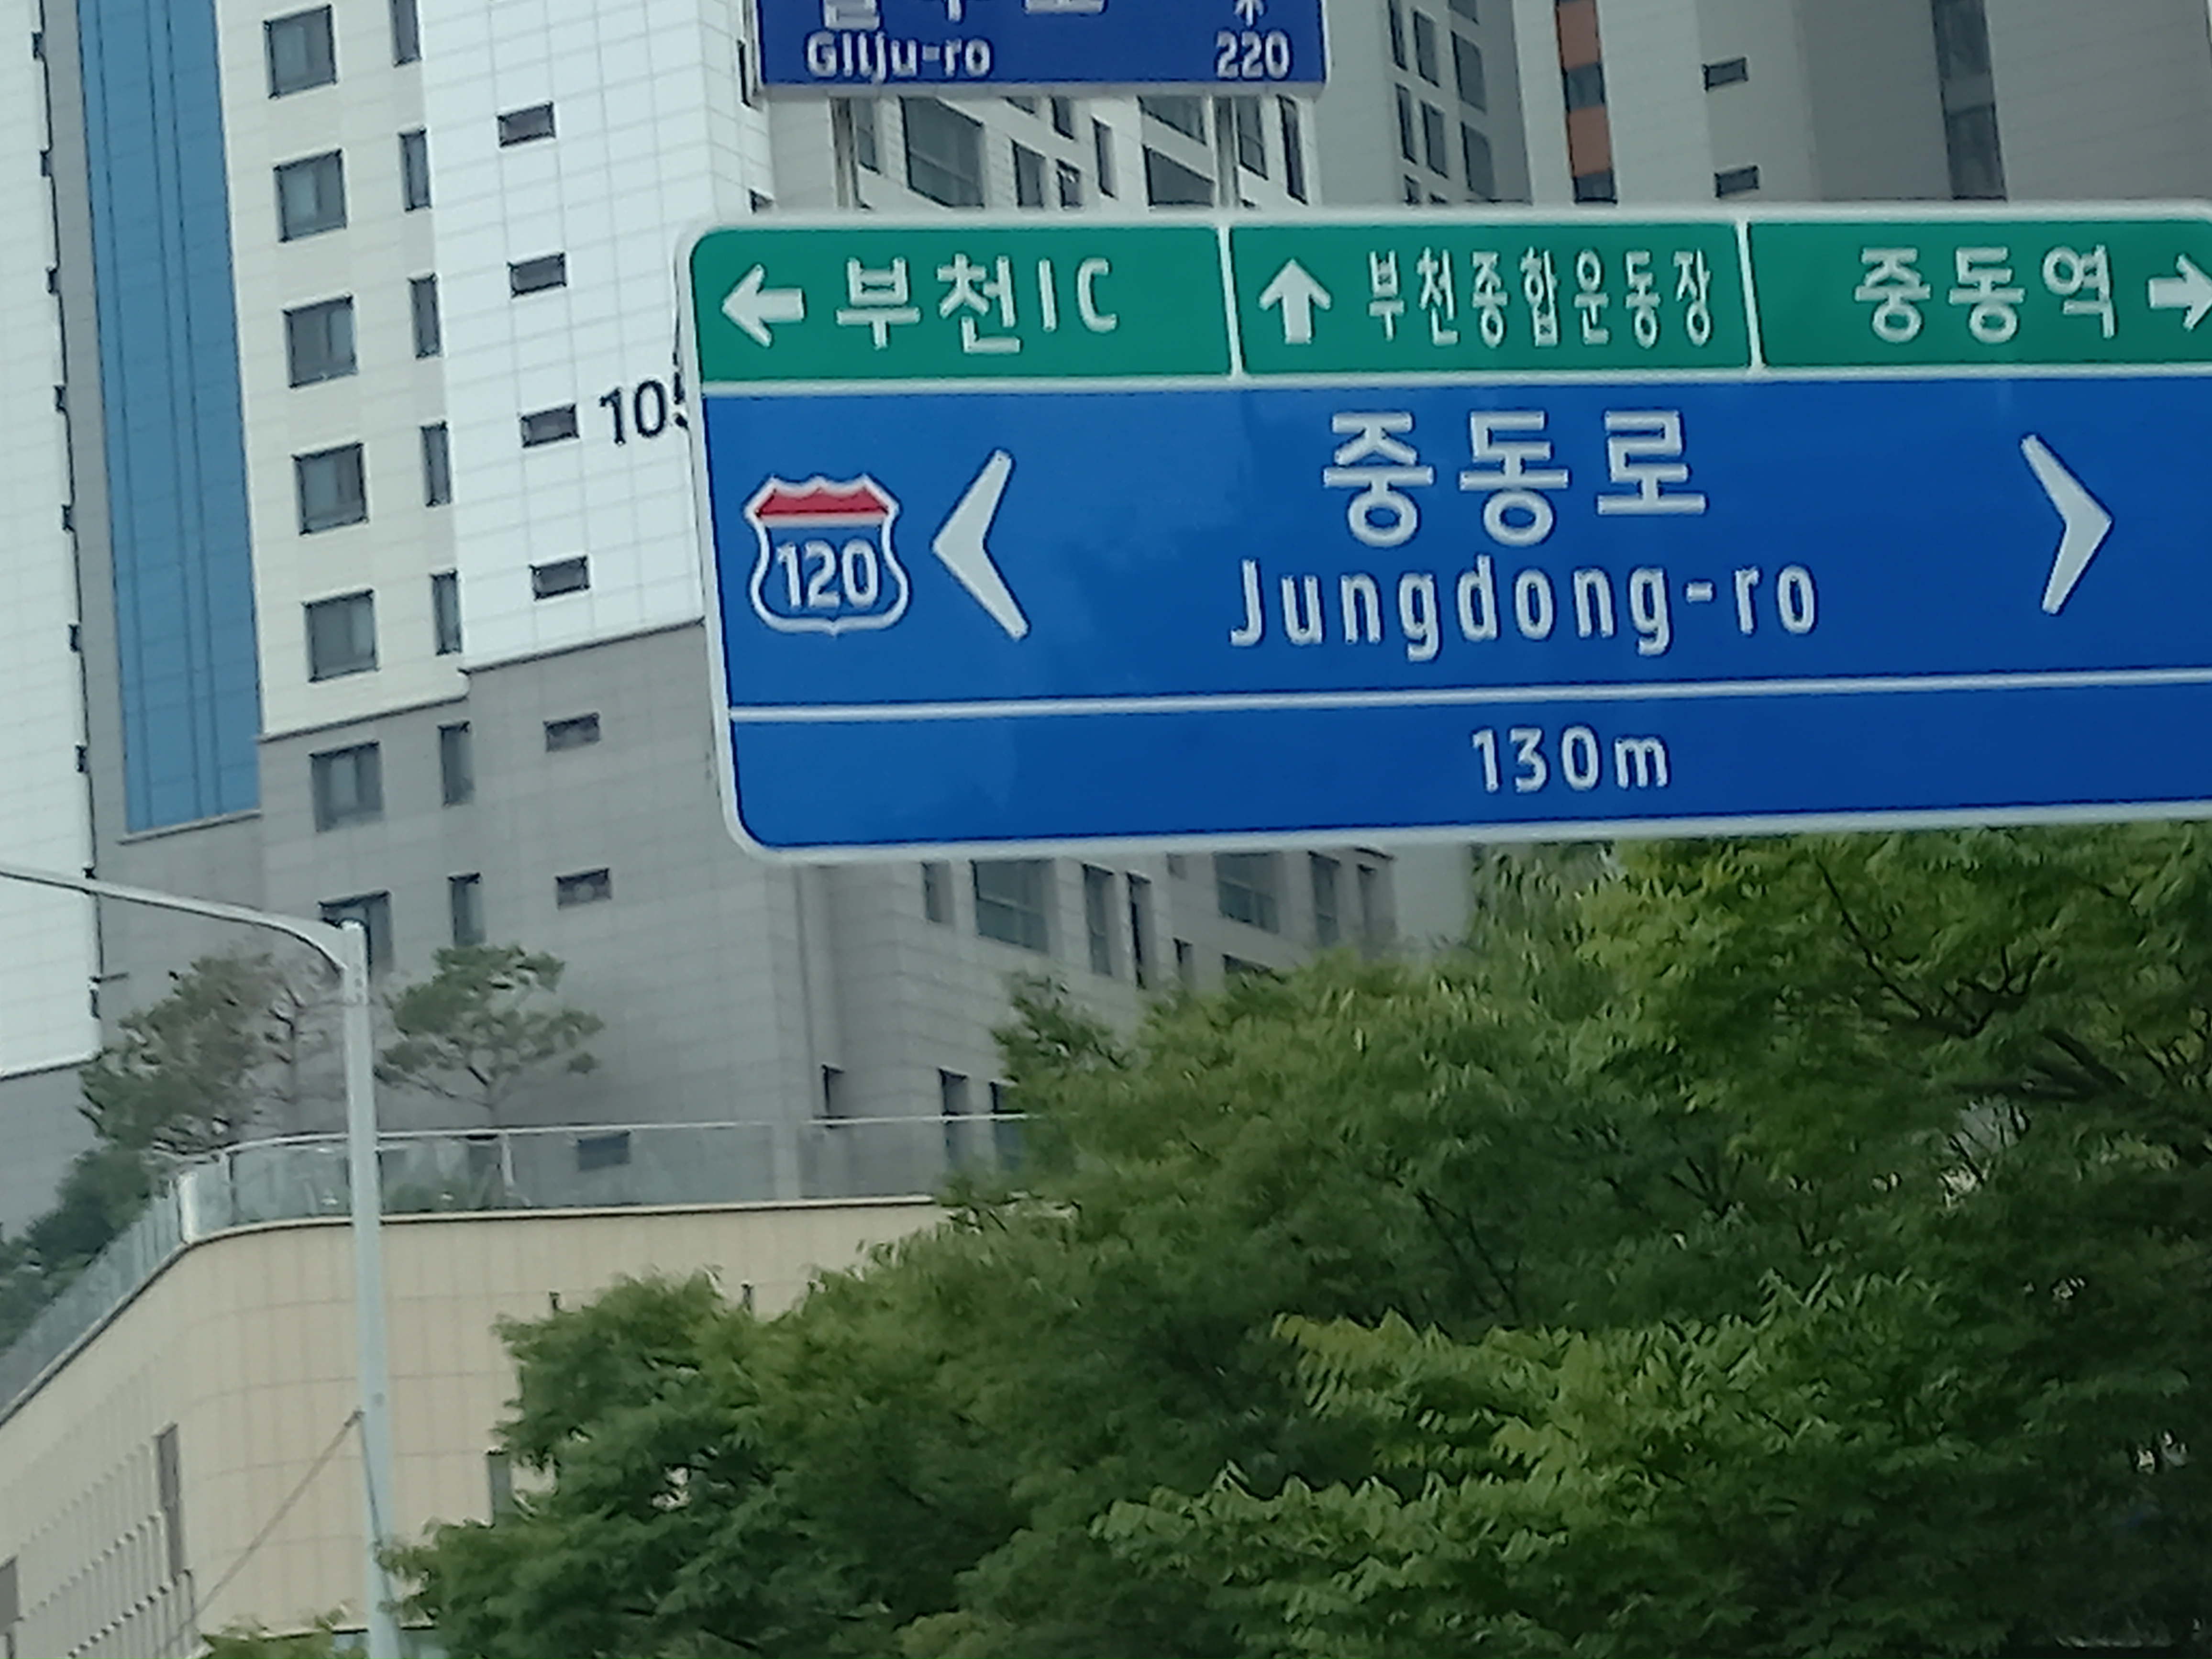 Gilju-ro 220
← 부천IC ↑ 부천종합운동장 중동역 →
중동로
120
Jungdong-ro
130m